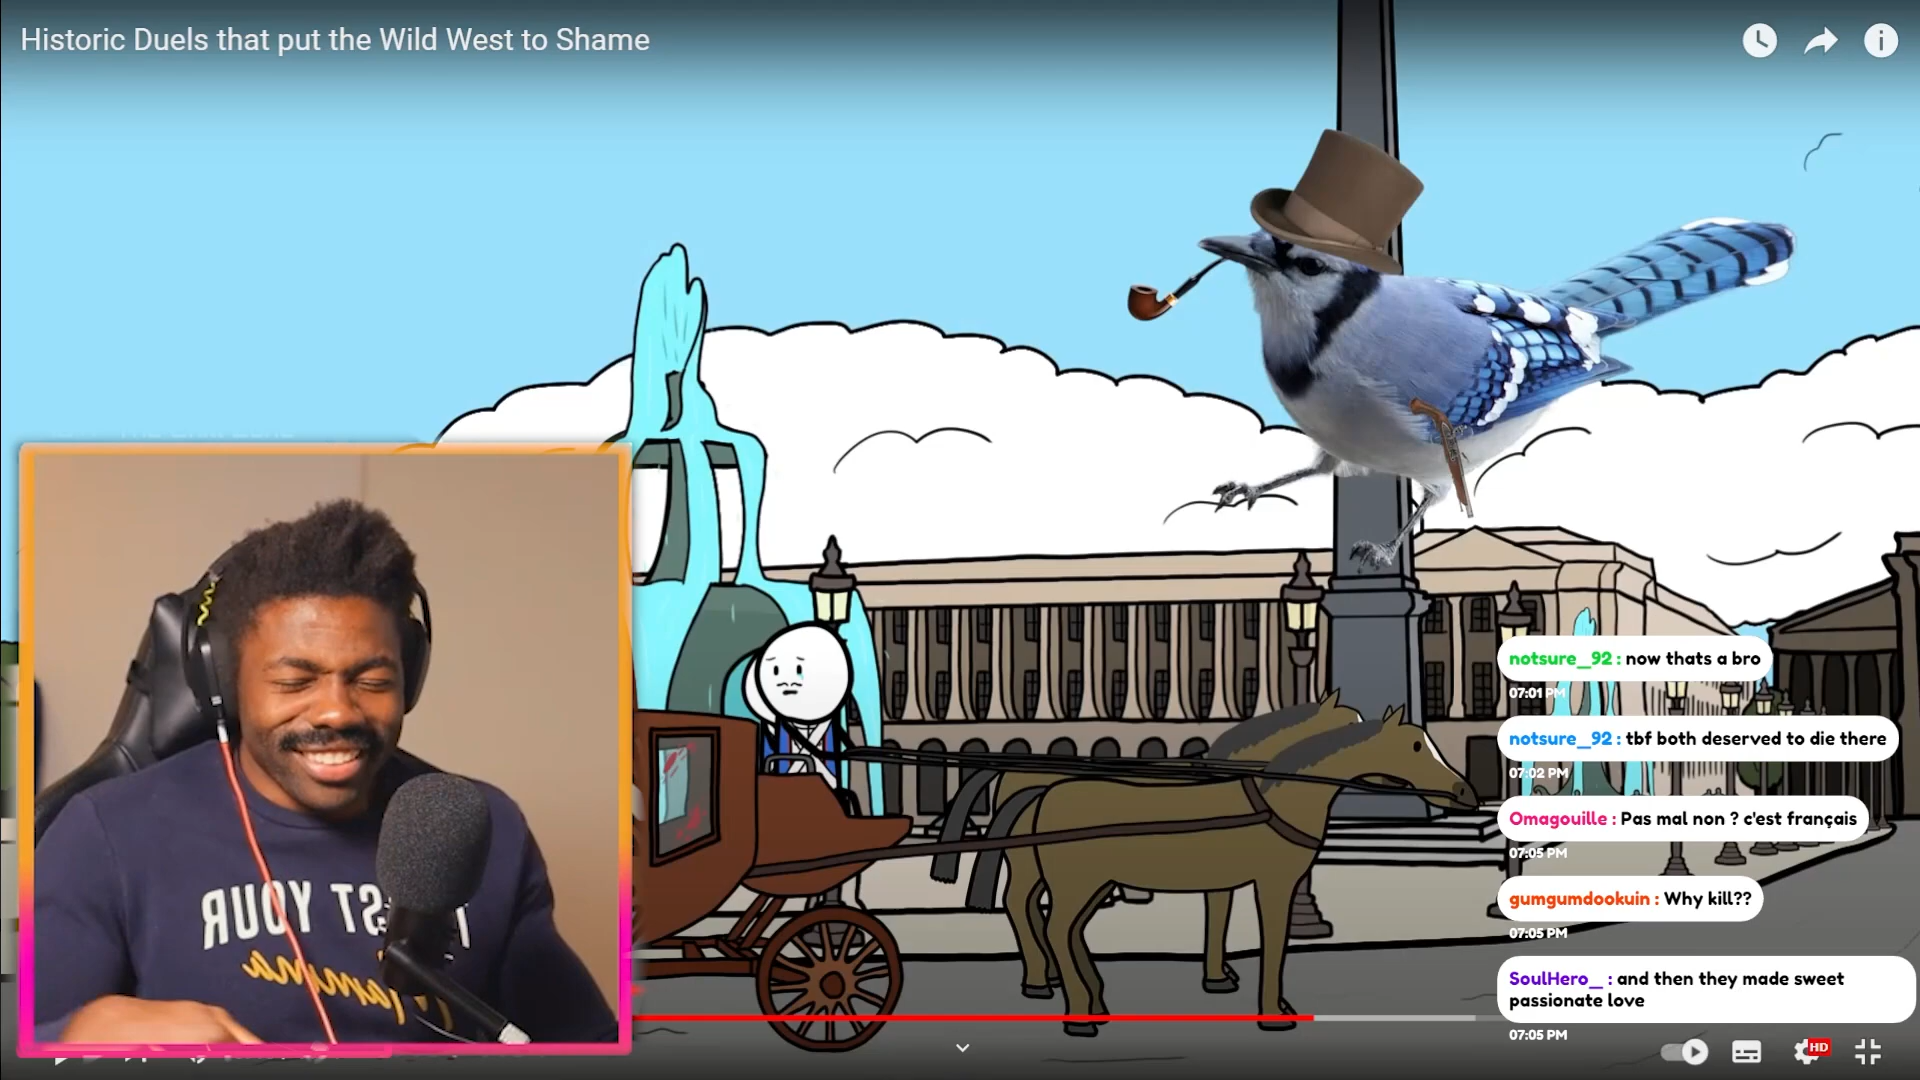 Historic Duels that put the Wild West to Shame
notsure_92 : now thats a bro
07:01 PM
notsure_92 : tbf both deserved to die there
07:02 PM
Omagouille : Pas mal non ? c'est français
07:05 PM
gumgumdookuin : Why kill??
07:05 PM
SoulHero_ : and then they made sweet
passionate love
07:05 PM
HD
YOUR